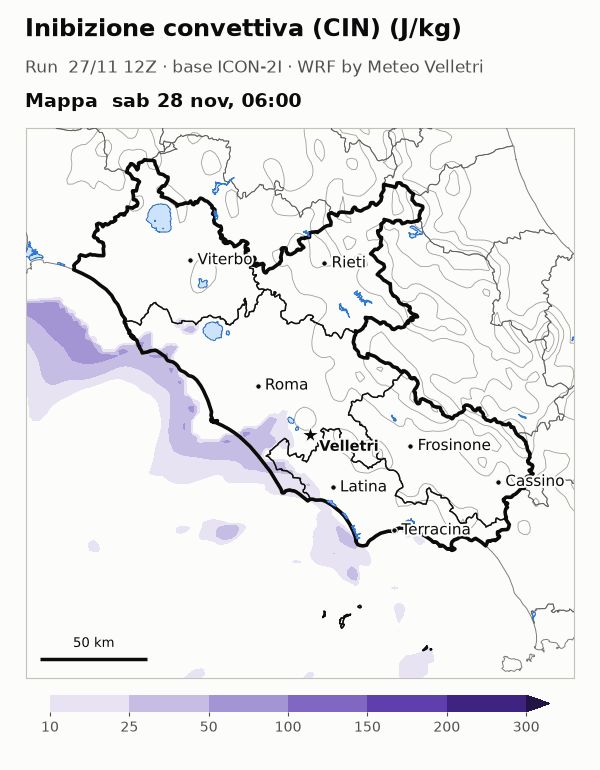 Inibizione convettiva (CIN) (J/kg)
Run 27/11 12Z · base ICON-2I · WRF by Meteo Velletri
Mappa sab 28 nov, 06:00
Viterbo
Rieti
Roma
Velletri
Frosinone
Latina
Cassino
Terracina
50 km
10 25 50 100 150 200 300